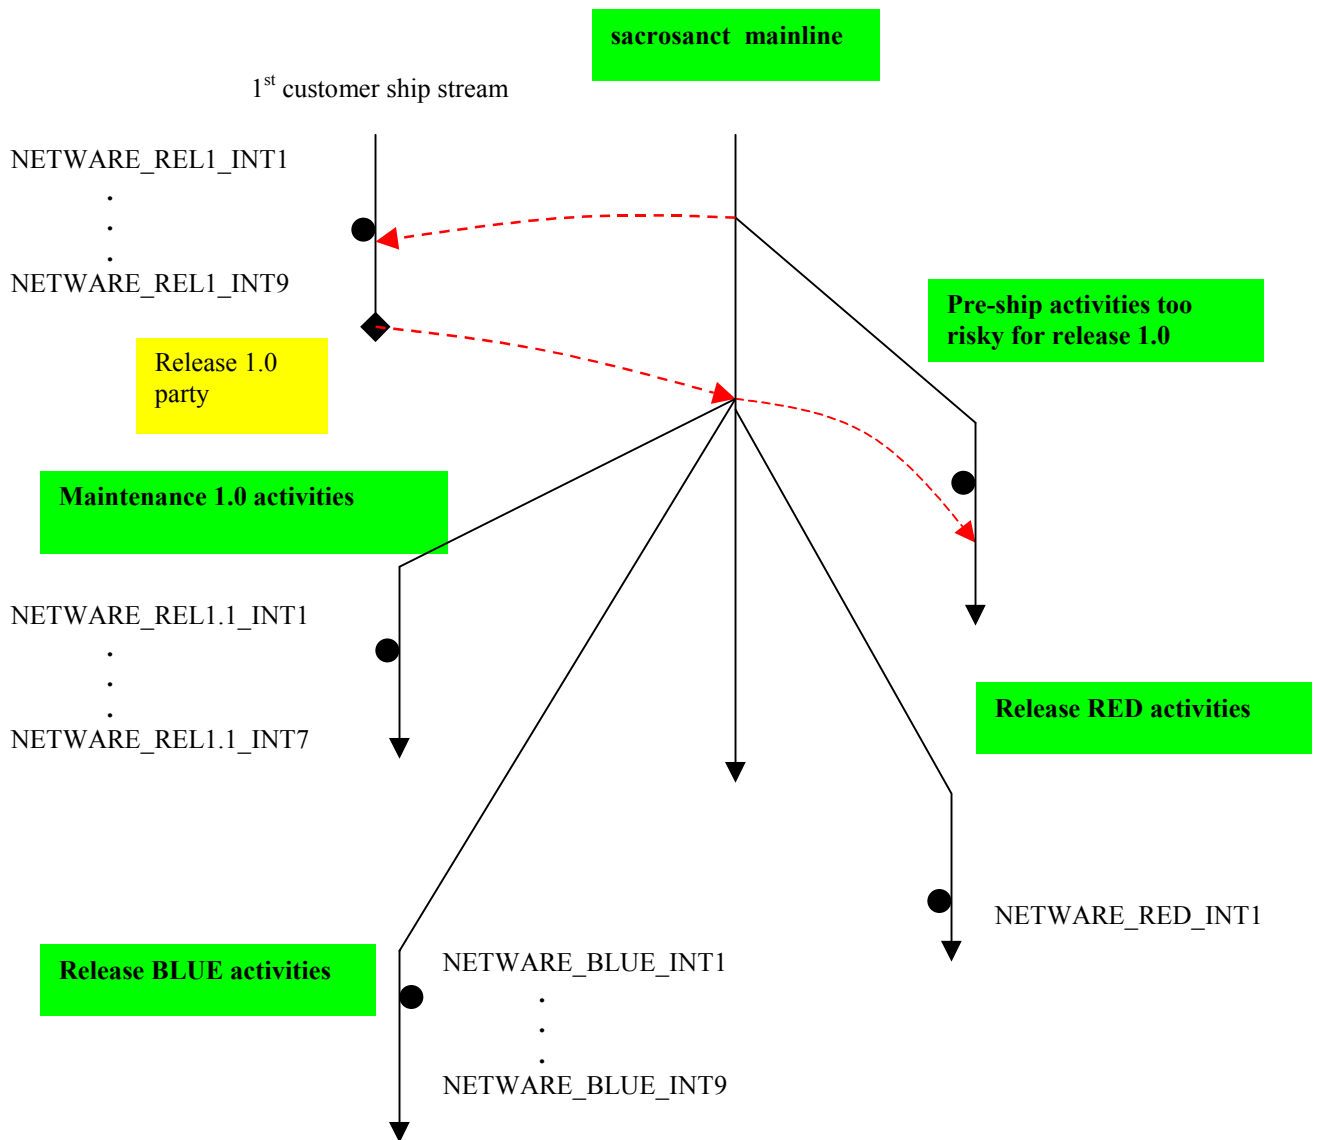 sacrosanct mainline
1st customer ship stream
NETWARE_REL1_INT1
.
.
.
NETWARE_REL1_INT9
Pre-ship activities too
risky for release 1.0
Release 1.0
party
Maintenance 1.0 activities
NETWARE_REL1.1_INT1
.
.
.
NETWARE_REL1.1_INT7
Release RED activities
NETWARE_RED_INT1
Release BLUE activities
NETWARE_BLUE_INT1
.
.
.
NETWARE_BLUE_INT9